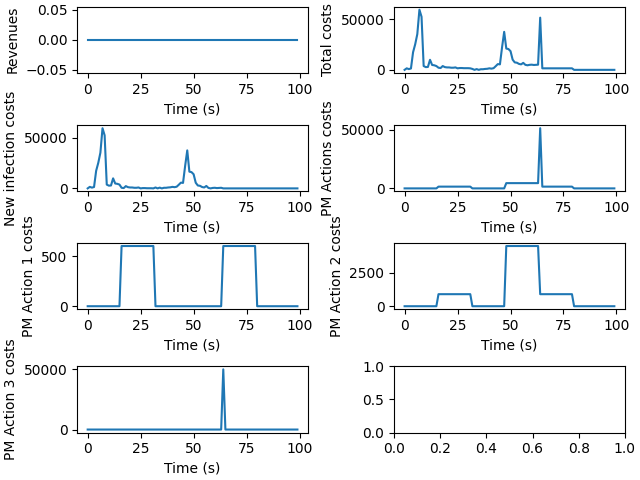 Revenues
0.05
0.00
−0.05
0 25 50 75 100
Time (s)
Total costs
50000
0
0 25 50 75 100
Time (s)
New infection costs
50000
0
0 25 50 75 100
Time (s)
PM Actions costs
50000
0
0 25 50 75 100
Time (s)
PM Action 1 costs
500
0
0 25 50 75 100
Time (s)
PM Action 2 costs
2500
0
0 25 50 75 100
Time (s)
PM Action 3 costs
50000
0
0 25 50 75 100
Time (s)
1.0
0.5
0.0
0.0 0.2 0.4 0.6 0.8 1.0